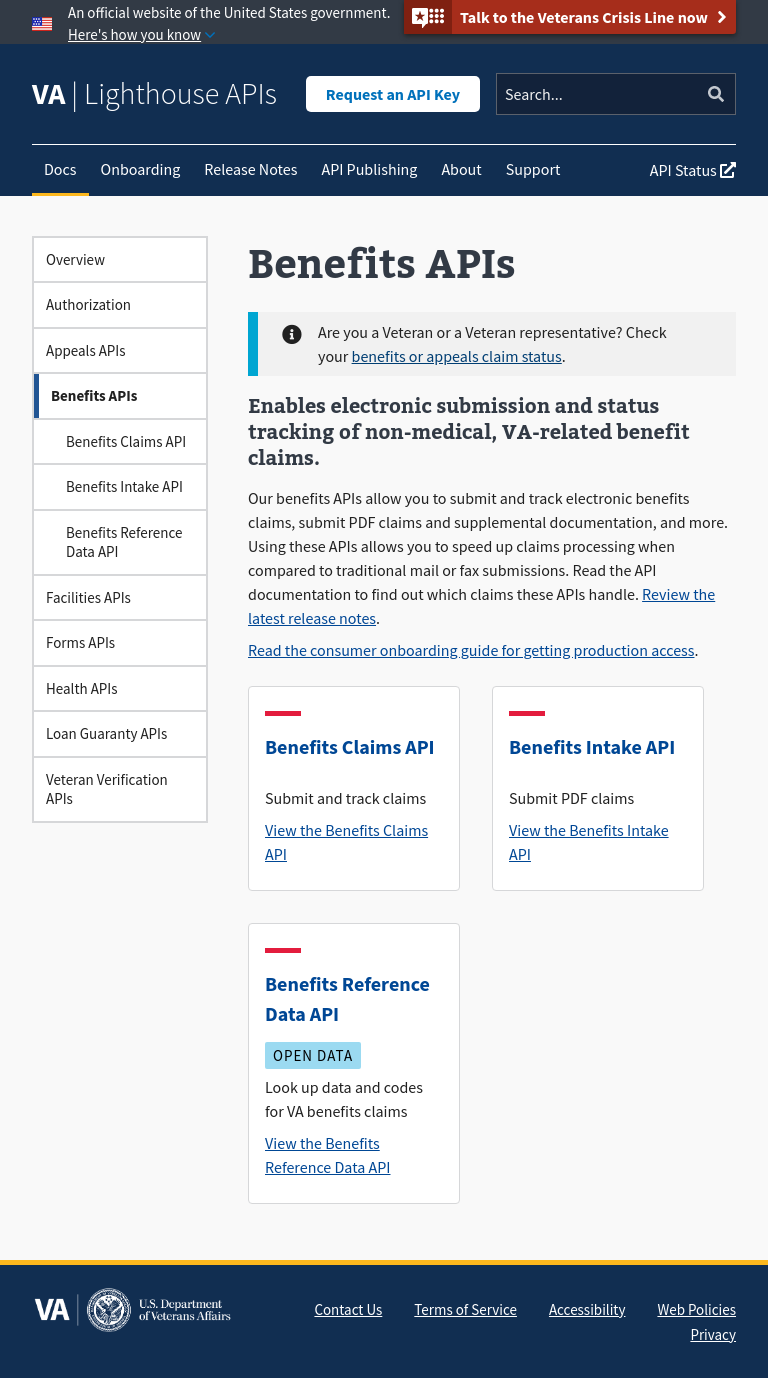 An official website of the United States government.
Here's how you know
Talk to the Veterans Crisis Line now
VA | Lighthouse APIs
Request an API Key
Search...
Docs
Onboarding
Release Notes
API Publishing
About
Support
API Status
Overview
Authorization
Appeals APIs
Benefits APIs
Benefits Claims API
Benefits Intake API
Benefits Reference
Data API
Facilities APIs
Forms APIs
Health APIs
Loan Guaranty APIs
Veteran Verification
APIs
Benefits APIs
Are you a Veteran or a Veteran representative? Check
your benefits or appeals claim status.
Enables electronic submission and status
tracking of non-medical, VA-related benefit
claims.
Our benefits APIs allow you to submit and track electronic benefits
claims, submit PDF claims and supplemental documentation, and more.
Using these APIs allows you to speed up claims processing when
compared to traditional mail or fax submissions. Read the API
documentation to find out which claims these APIs handle. Review the
latest release notes.
Read the consumer onboarding guide for getting production access.
Benefits Claims API
Submit and track claims
View the Benefits Claims
API
Benefits Intake API
Submit PDF claims
View the Benefits Intake
API
Benefits Reference
Data API
OPEN DATA
Look up data and codes
for VA benefits claims
View the Benefits
Reference Data API
VA
U.S. Department
of Veterans Affairs
Contact Us
Terms of Service
Accessibility
Web Policies
Privacy